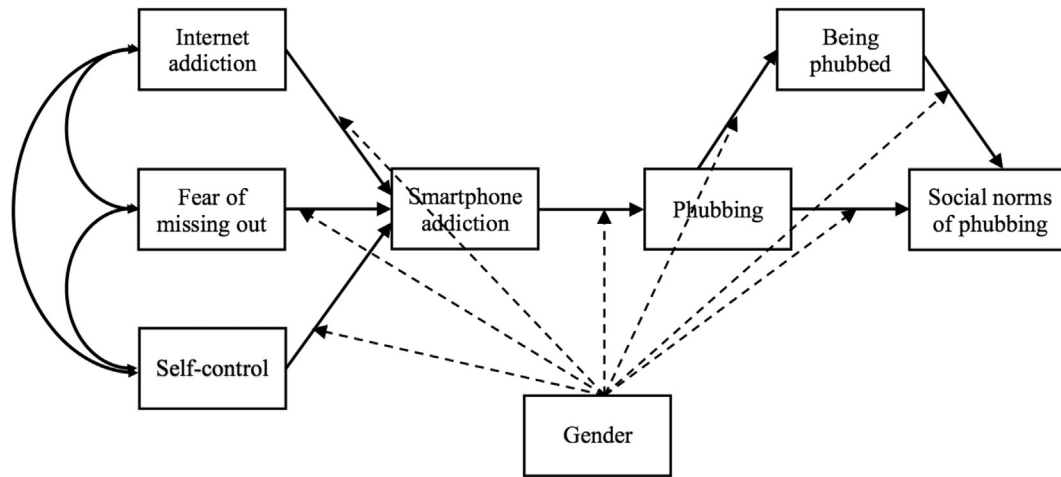 Internet
addiction
Being
phubbed
Fear of
missing out
Smartphone
addiction
Phubbing
Social norms
of phubbing
Self-control
Gender